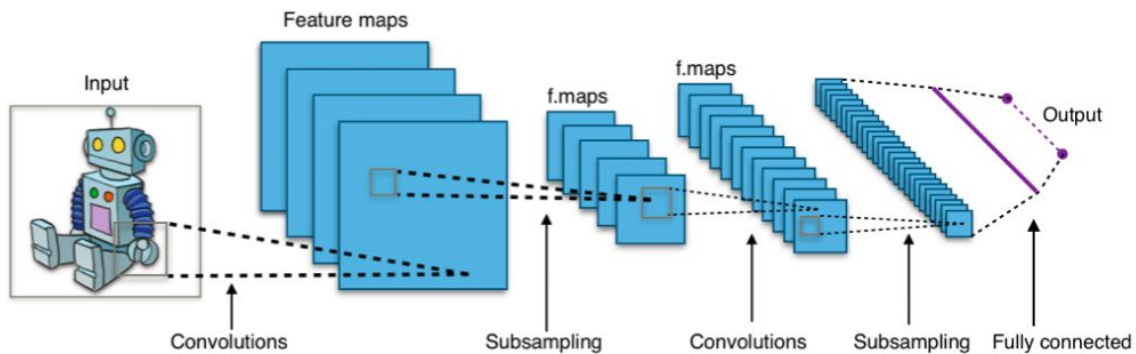 Feature maps
Input
f.maps
f.maps
Output
Convolutions
Subsampling
Convolutions
Subsampling
Fully connected